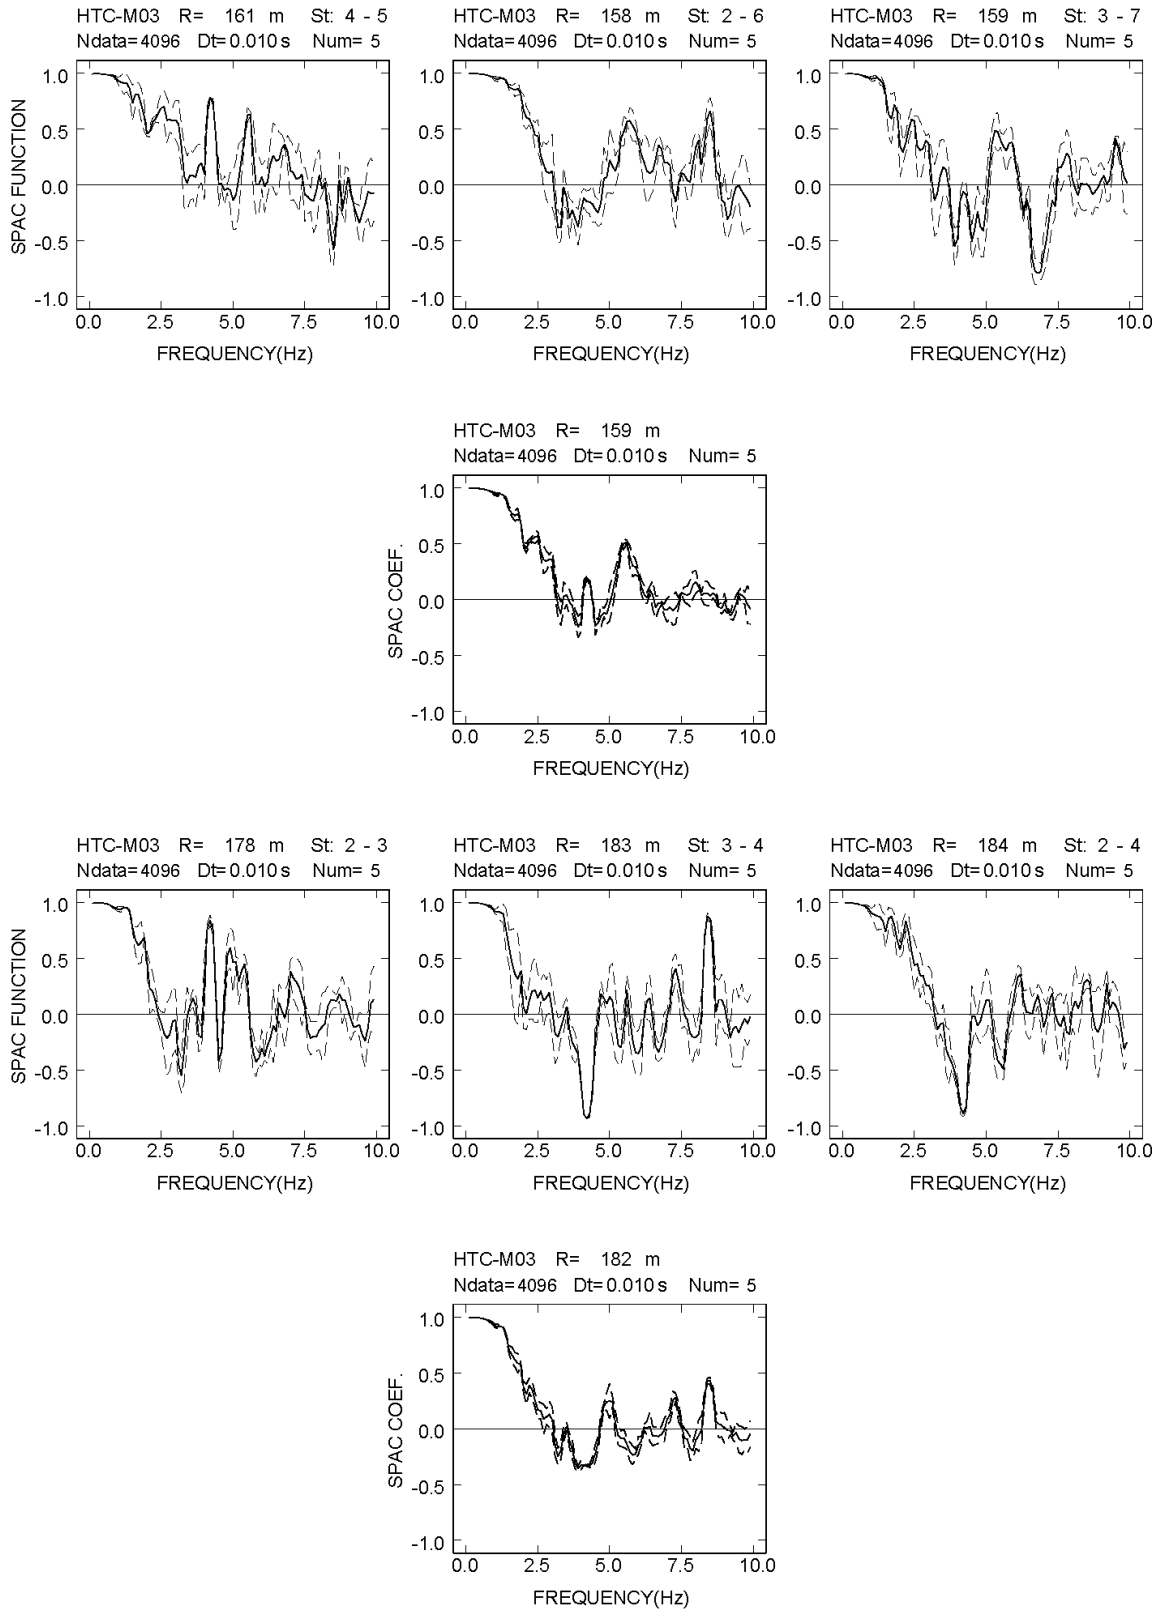 HTC-M03 R= 161 m St: 4 - 5
Ndata=4096 Dt=0.010 s Num= 5
1.0
0.5
0.0
-0.5
-1.0
SPAC FUNCTION
0.0 2.5 5.0 7.5 10.0
FREQUENCY(Hz)
HTC-M03 R= 158 m St: 2 - 6
Ndata=4096 Dt=0.010 s Num= 5
1.0
0.5
0.0
-0.5
-1.0
0.0 2.5 5.0 7.5 10.0
FREQUENCY(Hz)
HTC-M03 R= 159 m St: 3 - 7
Ndata=4096 Dt=0.010 s Num= 5
1.0
0.5
0.0
-0.5
-1.0
0.0 2.5 5.0 7.5 10.0
FREQUENCY(Hz)
HTC-M03 R= 159 m
Ndata=4096 Dt=0.010 s Num= 5
1.0
0.5
0.0
-0.5
-1.0
SPAC COEF.
0.0 2.5 5.0 7.5 10.0
FREQUENCY(Hz)
HTC-M03 R= 178 m St: 2 - 3
Ndata=4096 Dt=0.010 s Num= 5
1.0
0.5
0.0
-0.5
-1.0
SPAC FUNCTION
0.0 2.5 5.0 7.5 10.0
FREQUENCY(Hz)
HTC-M03 R= 183 m St: 3 - 4
Ndata=4096 Dt=0.010 s Num= 5
1.0
0.5
0.0
-0.5
-1.0
0.0 2.5 5.0 7.5 10.0
FREQUENCY(Hz)
HTC-M03 R= 184 m St: 2 - 4
Ndata=4096 Dt=0.010 s Num= 5
1.0
0.5
0.0
-0.5
-1.0
0.0 2.5 5.0 7.5 10.0
FREQUENCY(Hz)
HTC-M03 R= 182 m
Ndata=4096 Dt=0.010 s Num= 5
1.0
0.5
0.0
-0.5
-1.0
SPAC COEF.
0.0 2.5 5.0 7.5 10.0
FREQUENCY(Hz)